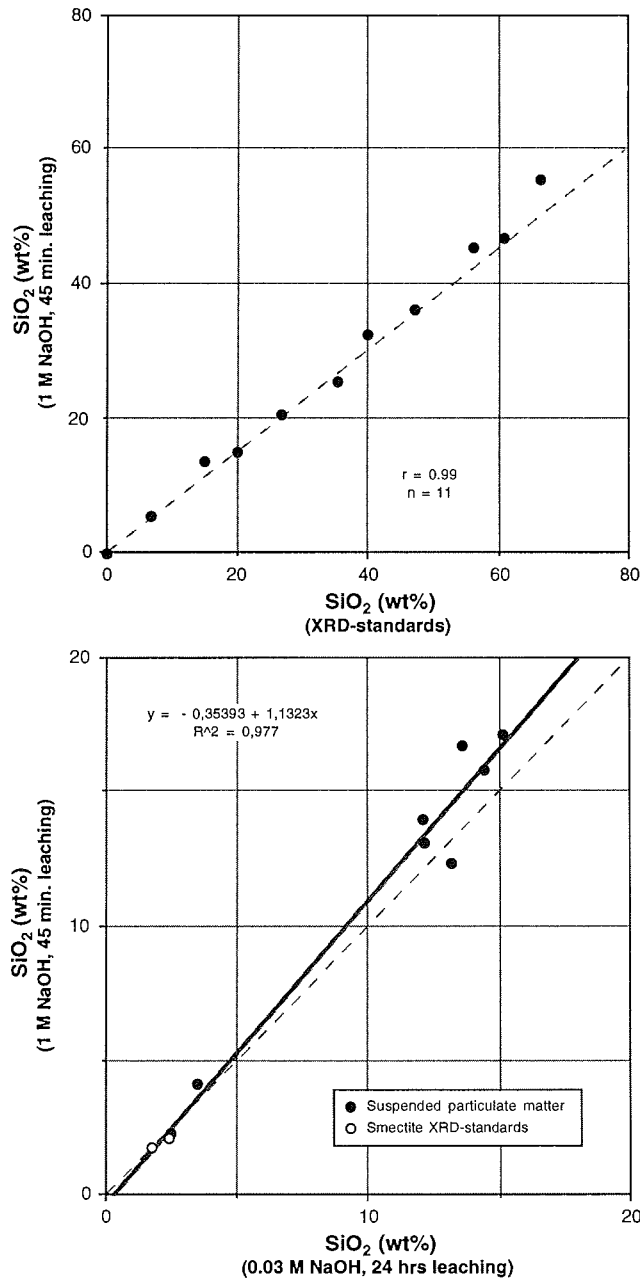 80
60
40
20
0
SiO₂ (wt%)
(1 M NaOH, 45 min. leaching)
r = 0.99
n = 11
0 20 40 60 80
SiO₂ (wt%)
(XRD-standards)
20
10
0
SiO₂ (wt%)
(1 M NaOH, 45 min. leaching)
y = - 0,35393 + 1,1323x
R^2 = 0,977
Suspended particulate matter
Smectite XRD-standards
0 10 20
SiO₂ (wt%)
(0.03 M NaOH, 24 hrs leaching)